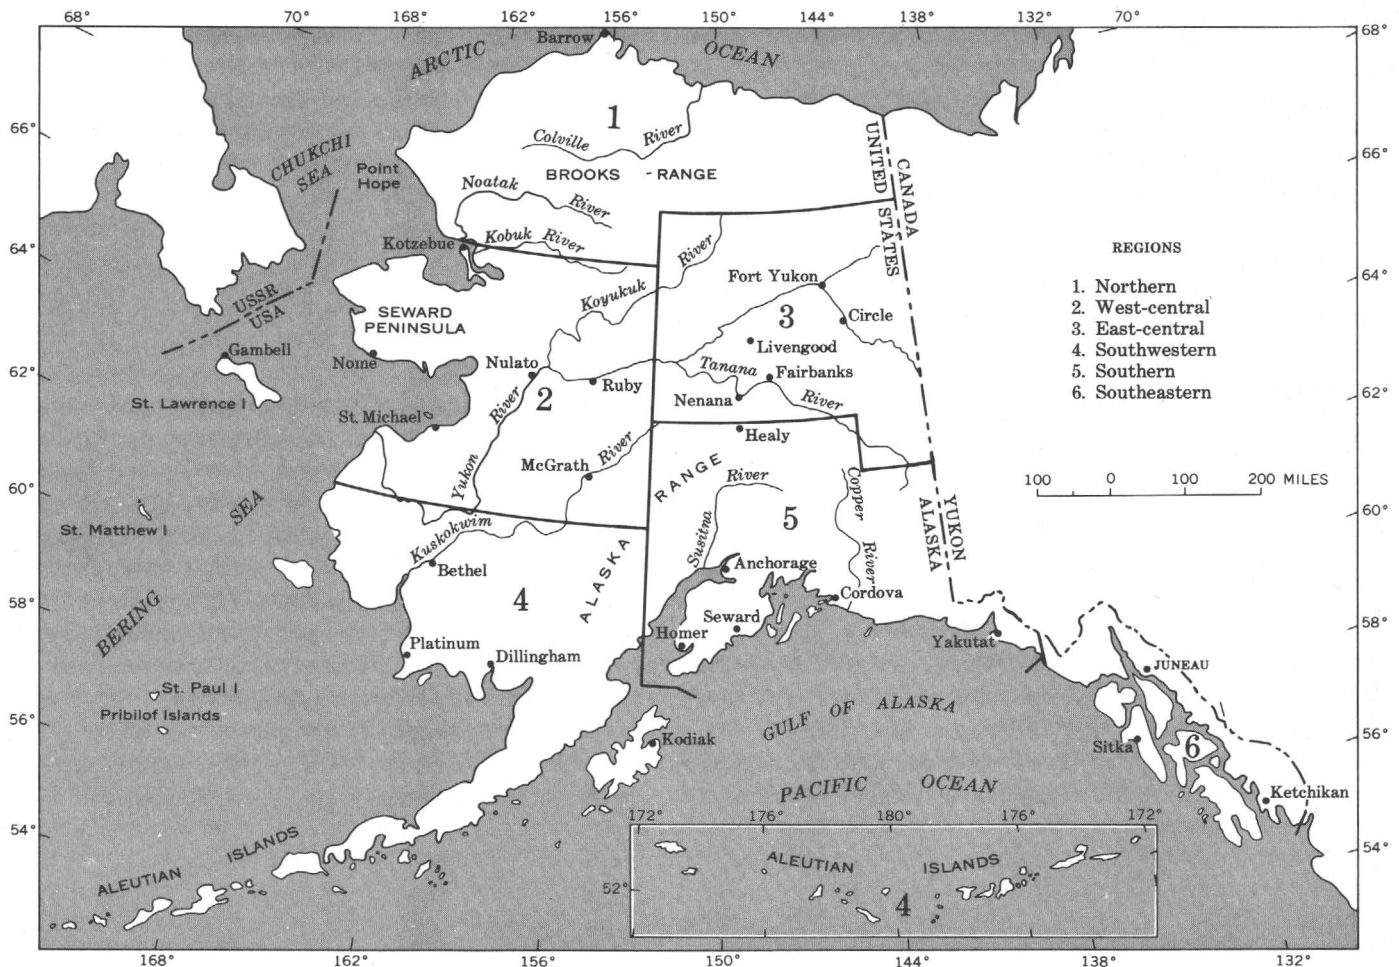 68° 70° 168° 162° 156° 150° 144° 138° 132° 70° 68°
Barrow
ARCTIC OCEAN
66°
1
Colville River
CHUKCHI SEA
Point Hope
BROOKS RANGE
UNITED STATES
CANADA
66°
Noatak River
64°
Kotzebue
Kobuk River
River
Koyukuk
Fort Yukon
REGIONS
1. Northern
2. West-central
3. East-central
4. Southwestern
5. Southern
6. Southeastern
64°
USSR
USA
SEWARD
PENINSULA
3
Circle
Livengood
Gambell
Nome
Nulato
Ruby
Tanana River
Fairbanks
62°
St. Lawrence I
2
Nenana
62°
St. Michael
Yukon River
Healy
McGrath
River
RANGE
River
Copper River
100 0 100 200 MILES
60°
SEA
St. Matthew I
Kuskokwim
Susitna
5
YUKON
ALASKA
60°
Bethel
ALASKA
Anchorage
58°
BERING
4
Cordova
Seward
Homer
Yakutat
58°
Platinum
Dillingham
JUNEAU
St. Paul I
Pribilof Islands
56°
GULF OF ALASKA
Kodiak
Sitka
6
56°
PACIFIC OCEAN
Ketchikan
54°
172° 176° 180° 176° 172°
54°
ALEUTIAN ISLANDS
ALEUTIAN ISLANDS
52°
4
168° 162° 156° 150° 144° 138° 132°